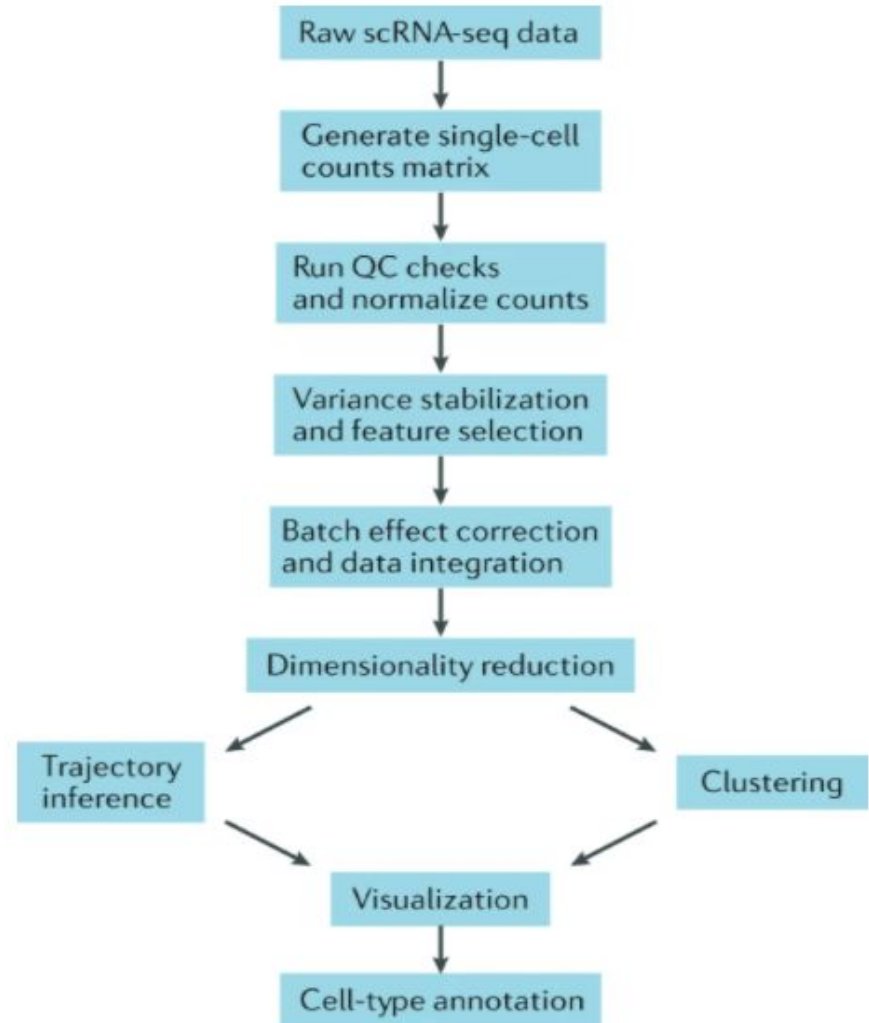 Raw scRNA-seq data
Generate single-cell
counts matrix
Run QC checks
and normalize counts
Variance stabilization
and feature selection
Batch effect correction
and data integration
Dimensionality reduction
Trajectory
inference
Clustering
Visualization
Cell-type annotation